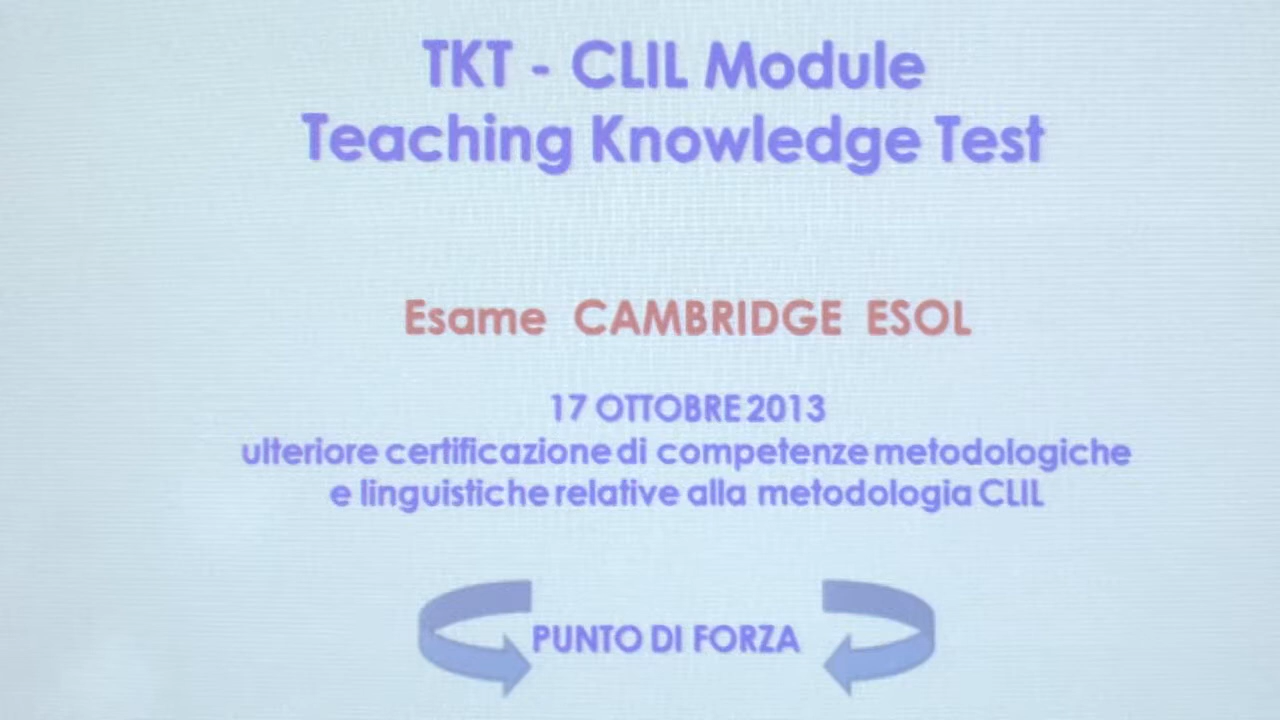 TKT - CLIL Module
Teaching Knowledge Test
Esame CAMBRIDGE ESOL
17 OTTOBRE 2013
ulteriore certificazione di competenze metodologiche
e linguistiche relative alla metodologia CLIL
PUNTO DI FORZA